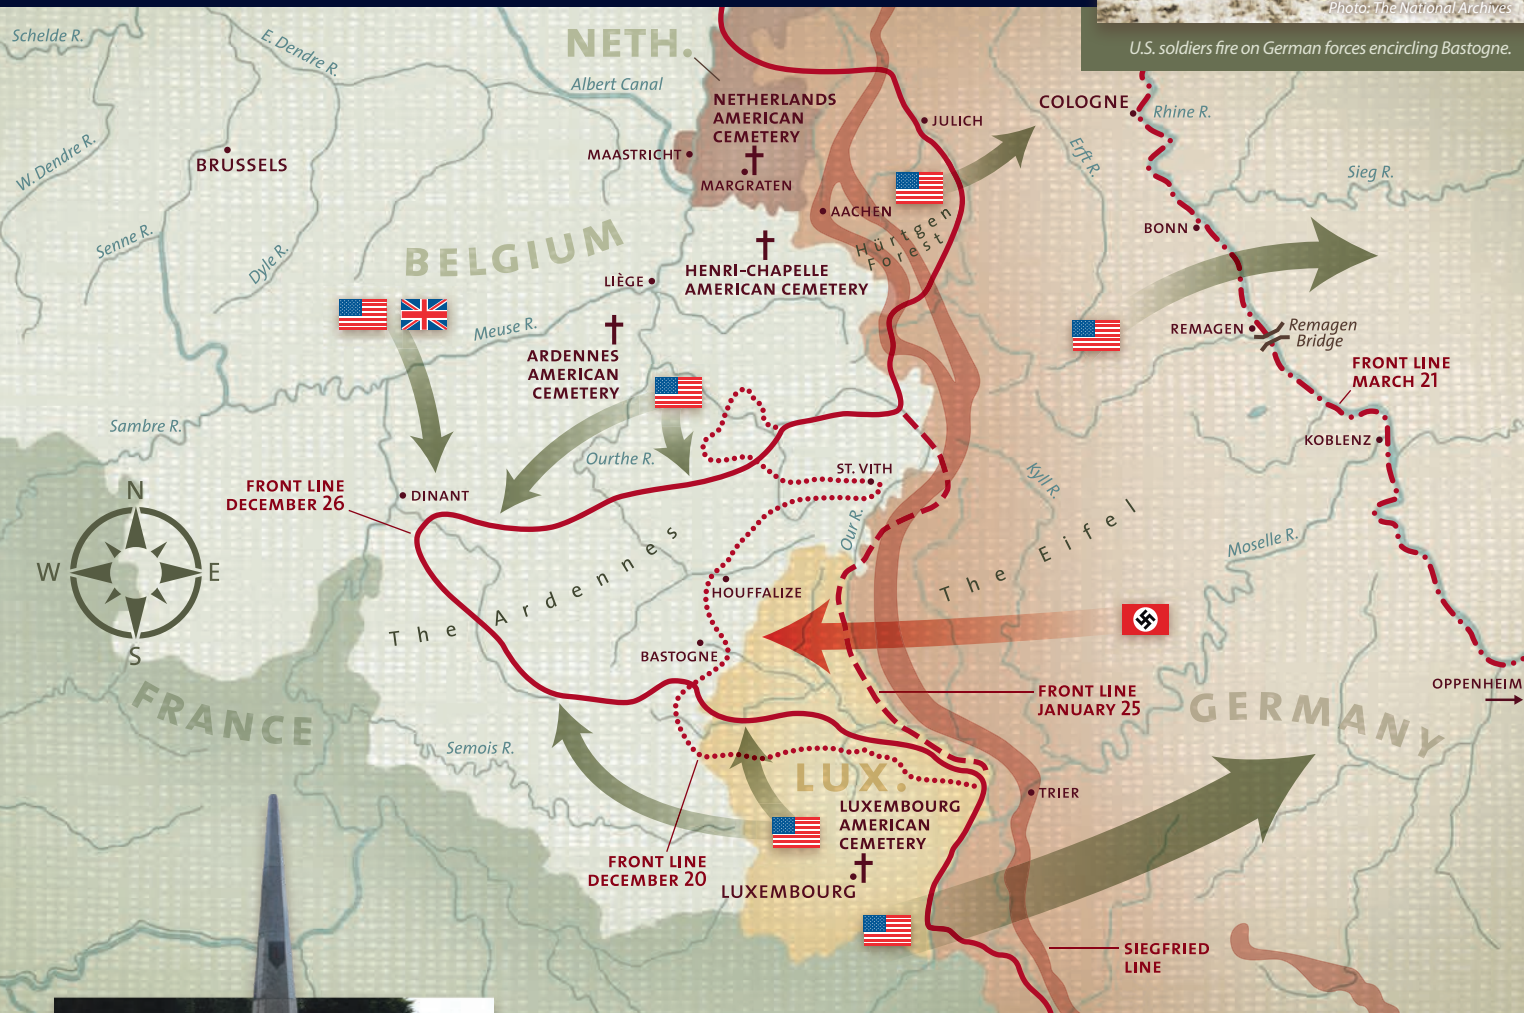 Photo: The National Archives
U.S. soldiers fire on German forces encircling Bastogne.
Schelde R.
E. Dendre R.
NETH.
Albert Canal
NETHERLANDS
AMERICAN
CEMETERY
MAASTRICHT
MARGRATEN
JULICH
COLOGNE
Rhine R.
Erft R.
Sieg R.
W. Dendre R.
BRUSSELS
AACHEN
Hürtgen
Forest
BONN
Senne R.
Dyle R.
BELGIUM
HENRI-CHAPELLE
AMERICAN CEMETERY
LIÈGE
Meuse R.
ARDENNES
AMERICAN
CEMETERY
REMAGEN
Remagen
Bridge
FRONT LINE
MARCH 21
KOBLENZ
Sambre R.
Ourthe R.
ST. VITH
Kyll R.
FRONT LINE
DECEMBER 26
DINANT
N
W
E
S
Our R.
Moselle R.
The Eifel
The Ardennes
HOUFFALIZE
BASTOGNE
FRONT LINE
JANUARY 25
OPPENHEIM
GERMANY
FRANCE
Semois R.
LUX.
TRIER
LUXEMBOURG
AMERICAN
CEMETERY
FRONT LINE
DECEMBER 20
LUXEMBOURG
SIEGFRIED
LINE